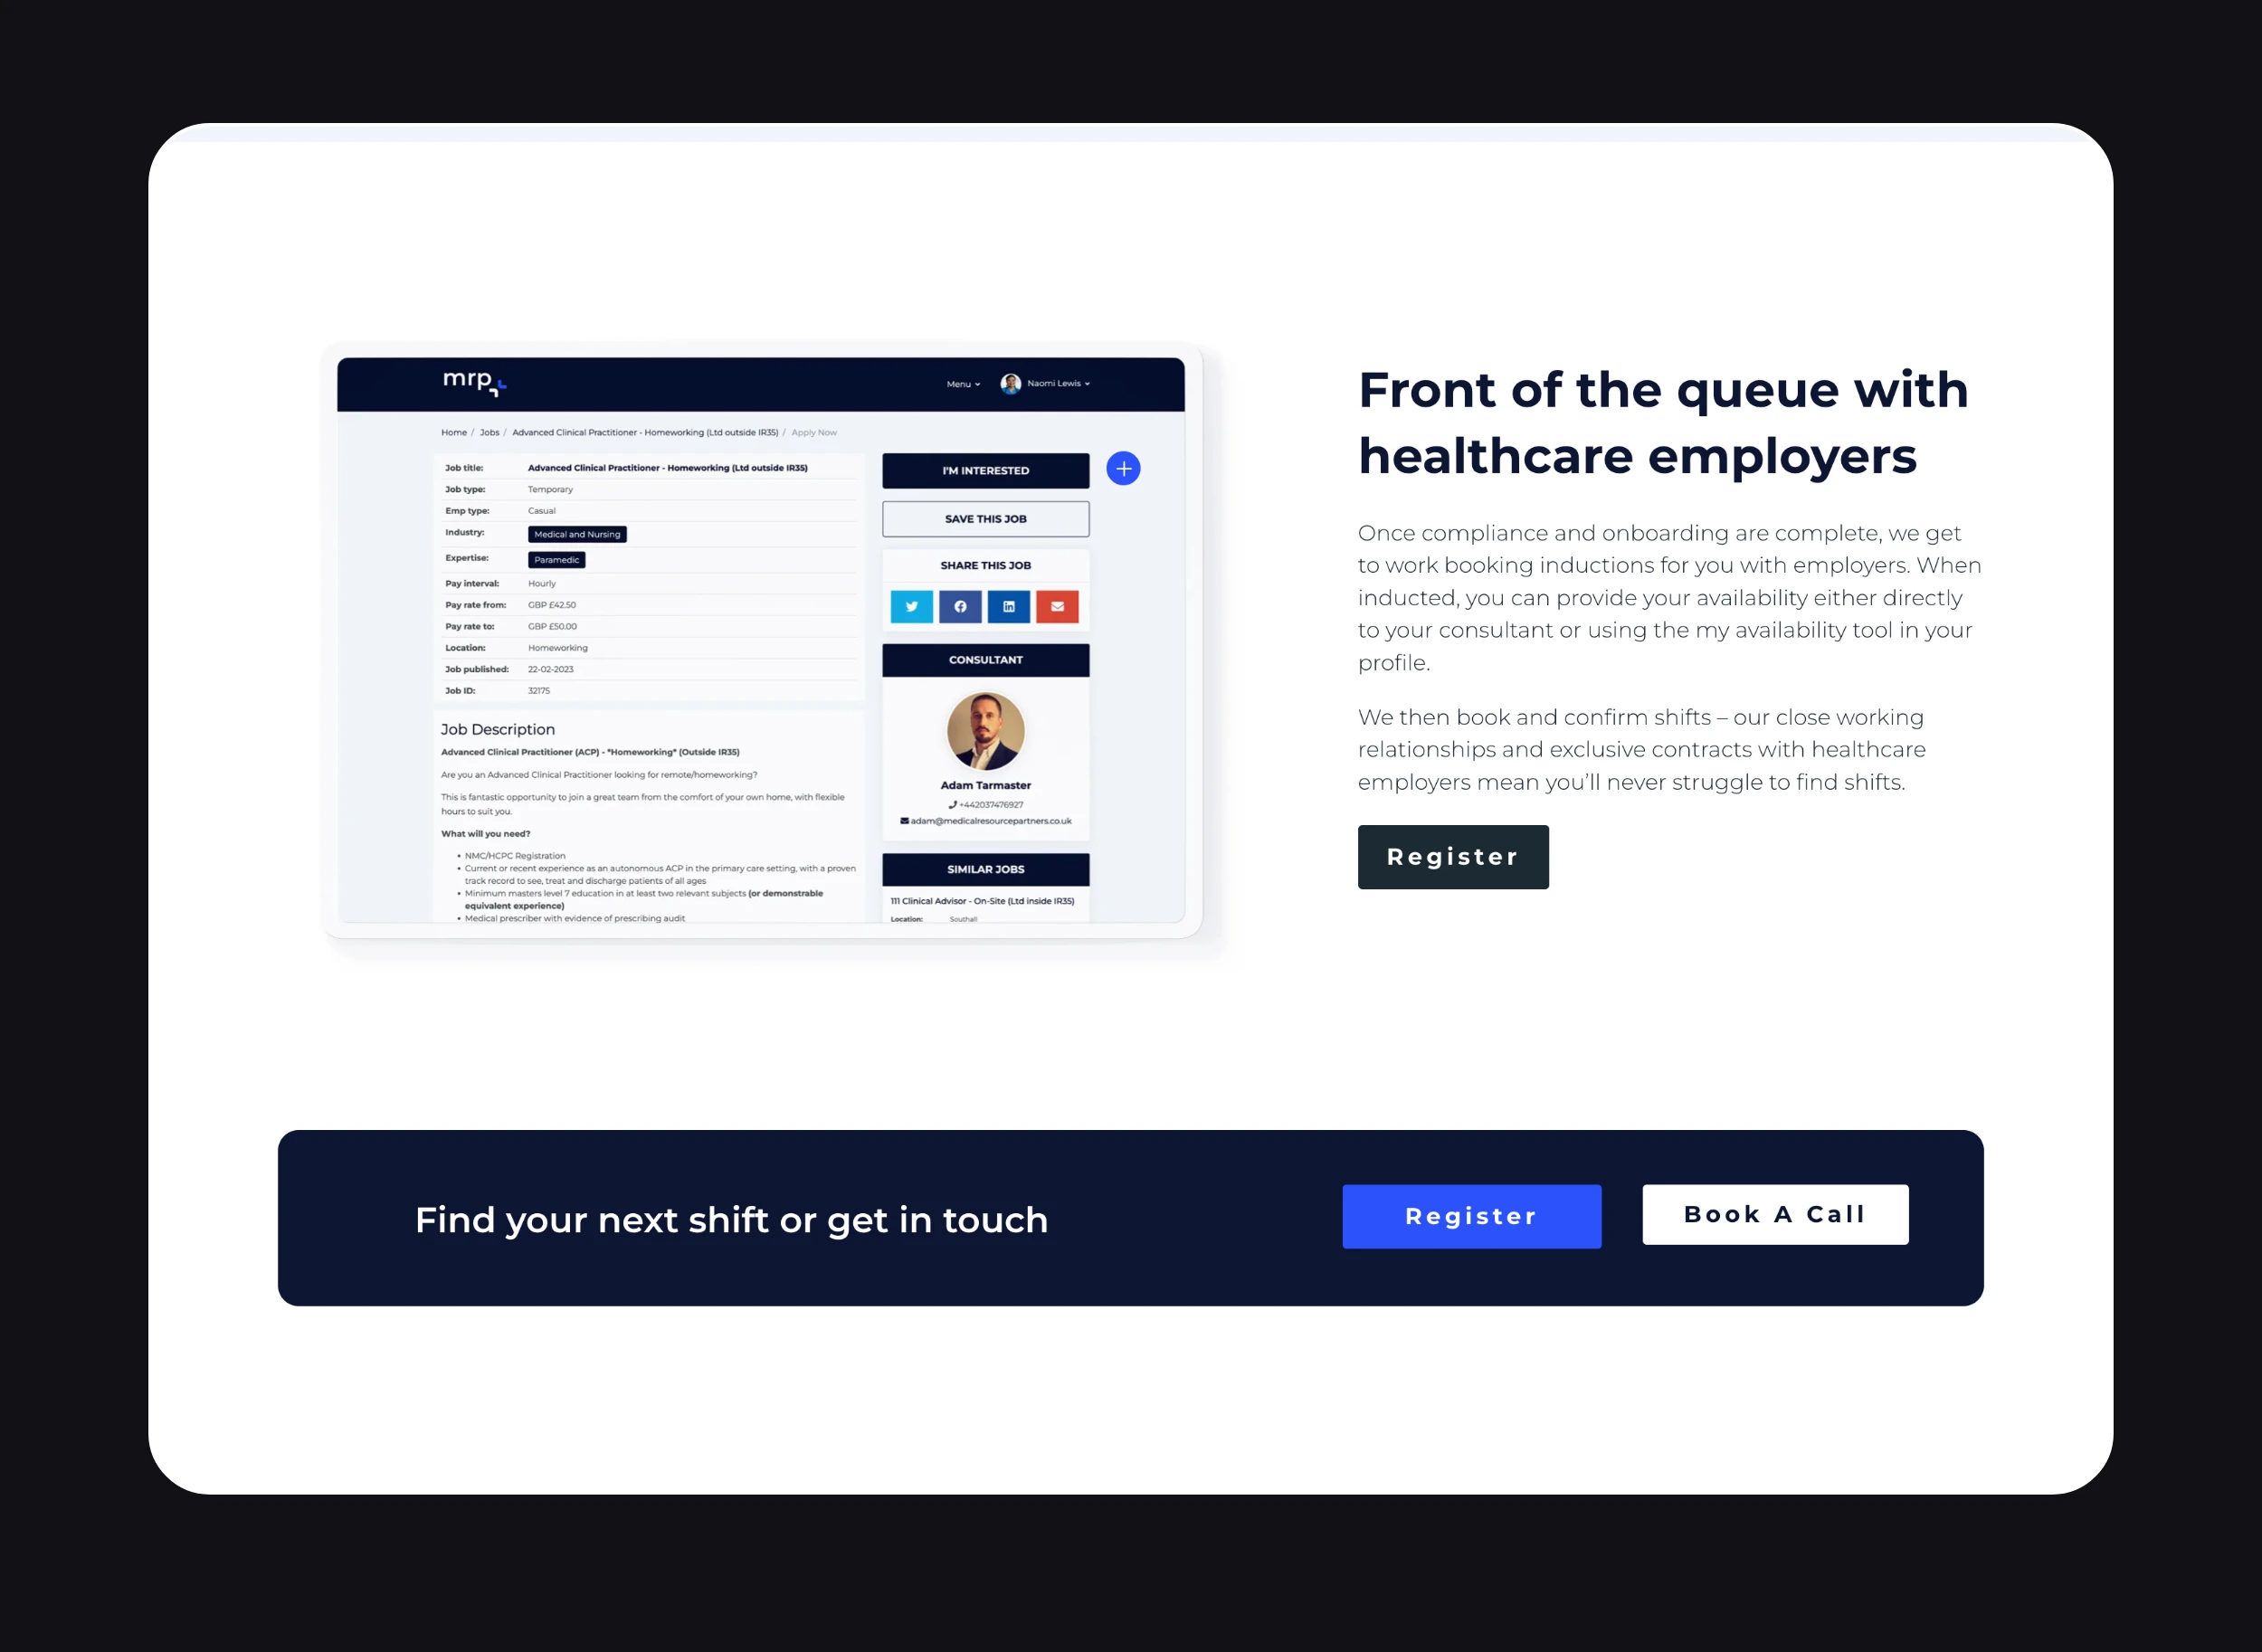 mrp
Menu
Naomi Lewis
Home / Jobs / Advanced Clinical Practitioner - Homeworking (Ltd outside IR35) / Apply Now
Job title: Advanced Clinical Practitioner - Homeworking (Ltd outside IR35)
Job type: Temporary
Emp type: Casual
Industry: Medical and Nursing
Expertise: Paramedic
Pay interval: Hourly
Pay rate from: GBP £42.50
Pay rate to: GBP £50.00
Location: Homeworking
Job published: 22-02-2023
Job ID: 32175
Job Description
Advanced Clinical Practitioner (ACP) - *Homeworking* (Outside IR35)
Are you an Advanced Clinical Practitioner looking for remote/homeworking?
This is fantastic opportunity to join a great team from the comfort of your own home, with flexible
hours to suit you.
What will you need?
• NMC/HCPC Registration
• Current or recent experience as an autonomous ACP in the primary care setting, with a proven
track record to see, treat and discharge patients of all ages
• Minimum masters level 7 education in at least two relevant subjects (or demonstrable
equivalent experience)
• Medical prescriber with evidence of prescribing audit
I'M INTERESTED
SAVE THIS JOB
SHARE THIS JOB
CONSULTANT
Adam Tarmaster
+442037476927
adam@medicalresourcepartners.co.uk
SIMILAR JOBS
111 Clinical Advisor - On-Site (Ltd inside IR35)
Location: Southall
Front of the queue with
healthcare employers
Once compliance and onboarding are complete, we get
to work booking inductions for you with employers. When
inducted, you can provide your availability either directly
to your consultant or using the my availability tool in your
profile.
We then book and confirm shifts – our close working
relationships and exclusive contracts with healthcare
employers mean you’ll never struggle to find shifts.
Register
Find your next shift or get in touch
Register
Book A Call